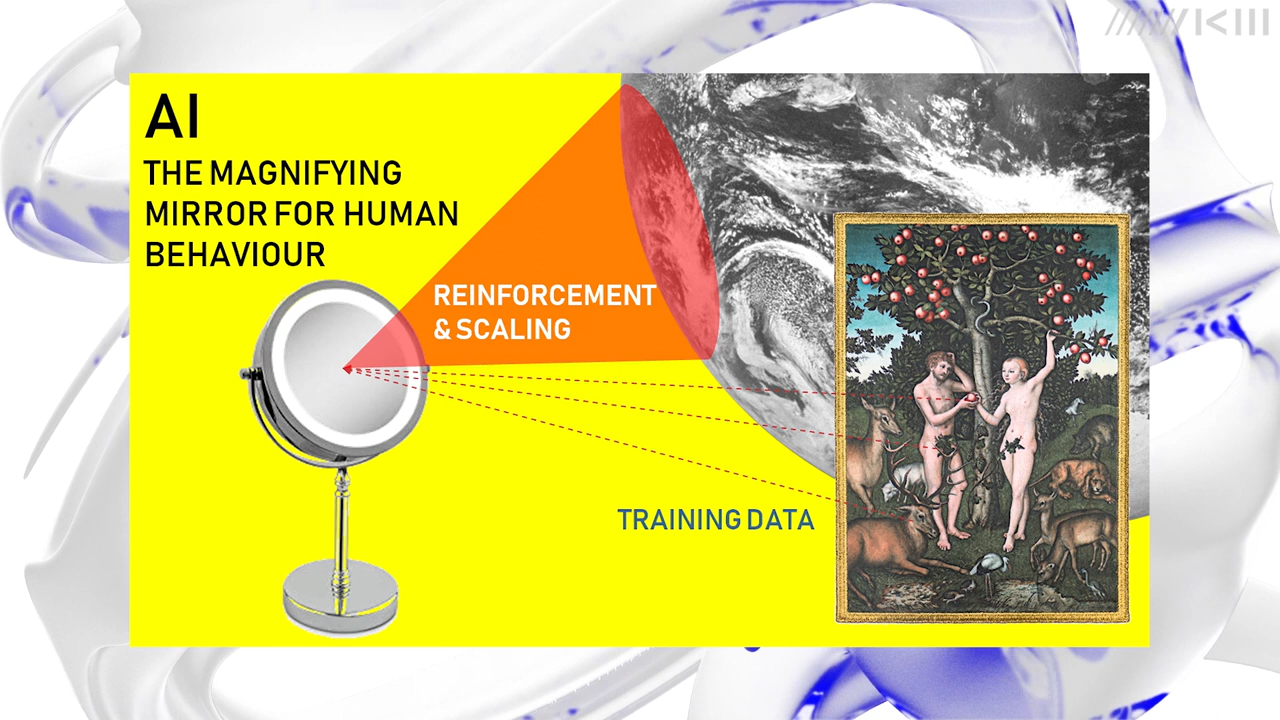 AI
THE MAGNIFYING
MIRROR FOR HUMAN
BEHAVIOUR
REINFORCEMENT
& SCALING
TRAINING DATA